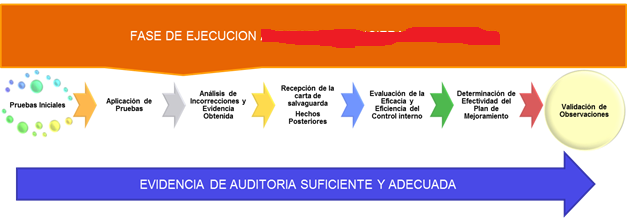 FASE DE EJECUCION
Pruebas Iniciales
Aplicación de
Pruebas
Análisis de
Incorrecciones y
Evidencia
Obtenida
Recepción de la
carta de
salvaguarda
Hechos
Posteriores
Evaluación de la
Eficacia y
Eficiencia del
Control interno
Determinación de
Efectividad del
Plan de
Mejoramiento
Validación de
Observaciones
EVIDENCIA DE AUDITORIA SUFICIENTE Y ADECUADA